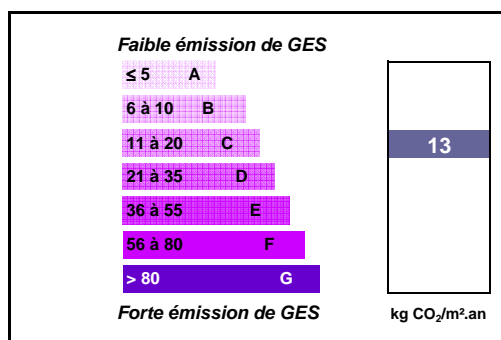 Faible émission de GES
≤ 5 A
6 à 10 B
11 à 20 C
13
21 à 35 D
36 à 55 E
56 à 80 F
> 80 G
Forte émission de GES
kg CO₂/m².an